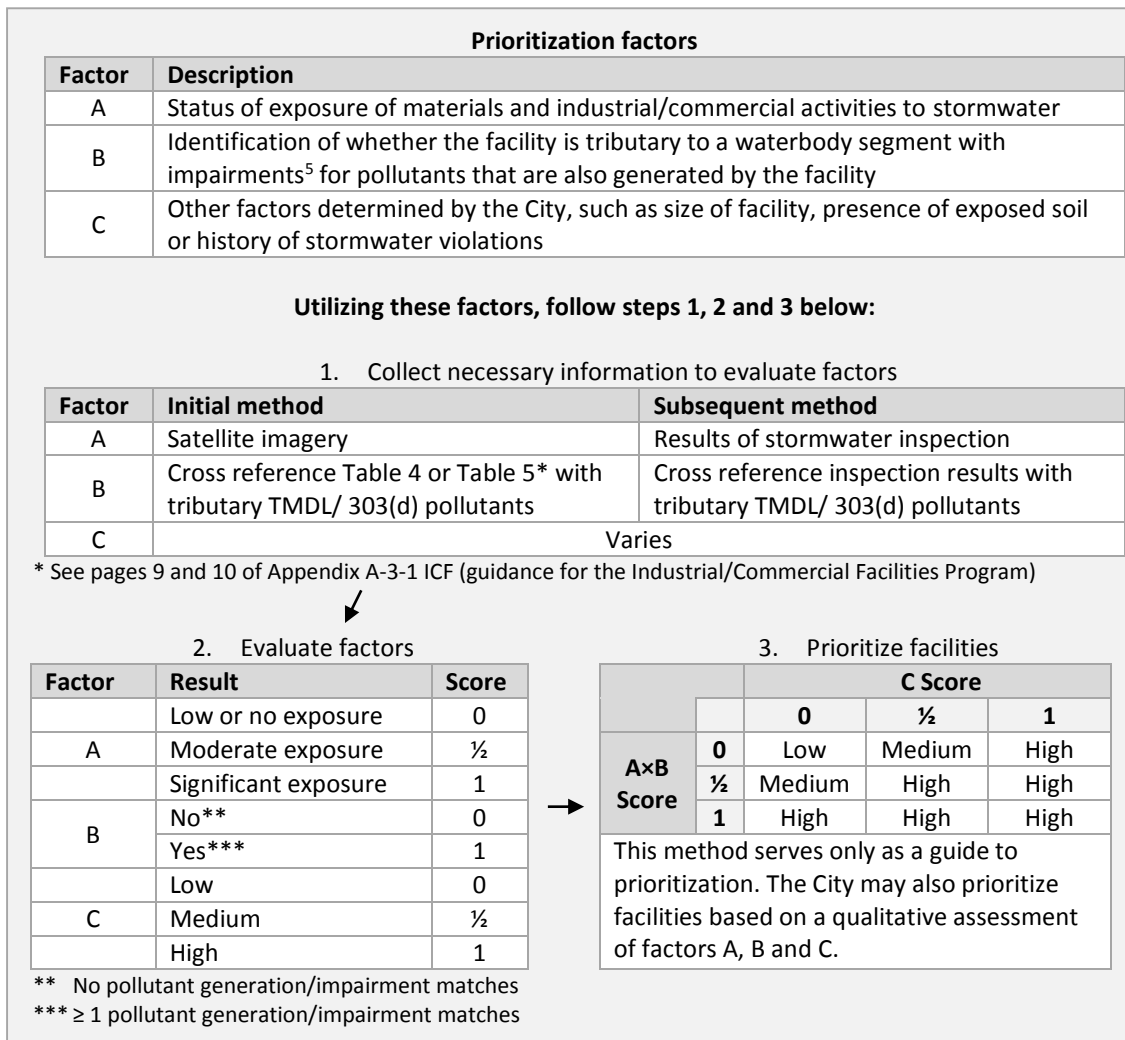 Prioritization factors
Factor Description
A Status of exposure of materials and industrial/commercial activities to stormwater
B Identification of whether the facility is tributary to a waterbody segment with
impairments⁵ for pollutants that are also generated by the facility
C Other factors determined by the City, such as size of facility, presence of exposed soil
or history of stormwater violations
Utilizing these factors, follow steps 1, 2 and 3 below:
1. Collect necessary information to evaluate factors
Factor Initial method Subsequent method
A Satellite imagery Results of stormwater inspection
B Cross reference Table 4 or Table 5* with Cross reference inspection results with
tributary TMDL/ 303(d) pollutants tributary TMDL/ 303(d) pollutants
C Varies
* See pages 9 and 10 of Appendix A-3-1 ICF (guidance for the Industrial/Commercial Facilities Program)
2. Evaluate factors
Factor Result Score
Low or no exposure 0
A Moderate exposure ½
Significant exposure 1
B No** 0
Yes*** 1
Low 0
C Medium ½
High 1
** No pollutant generation/impairment matches
*** ≥ 1 pollutant generation/impairment matches
3. Prioritize facilities
C Score
0 ½ 1
A×B Score
0 Low Medium High
½ Medium High High
1 High High High
This method serves only as a guide to
prioritization. The City may also prioritize
facilities based on a qualitative assessment
of factors A, B and C.